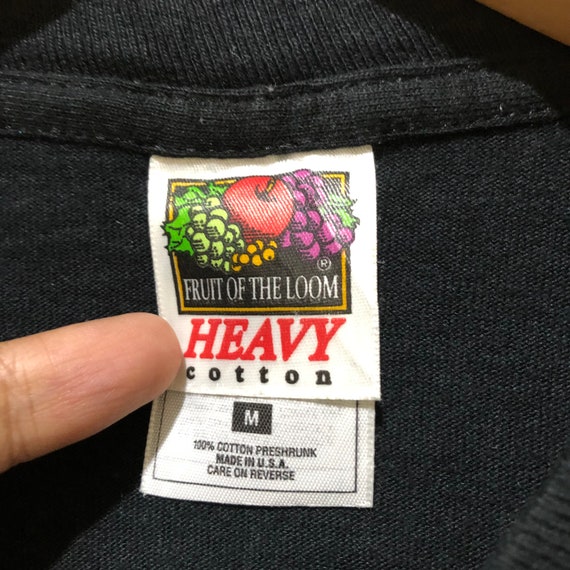 ®
FRUIT OF THE LOOM
HEAVY
cotton
M
100% COTTON PRESHRUNK
MADE IN U.S.A.
CARE ON REVERSE